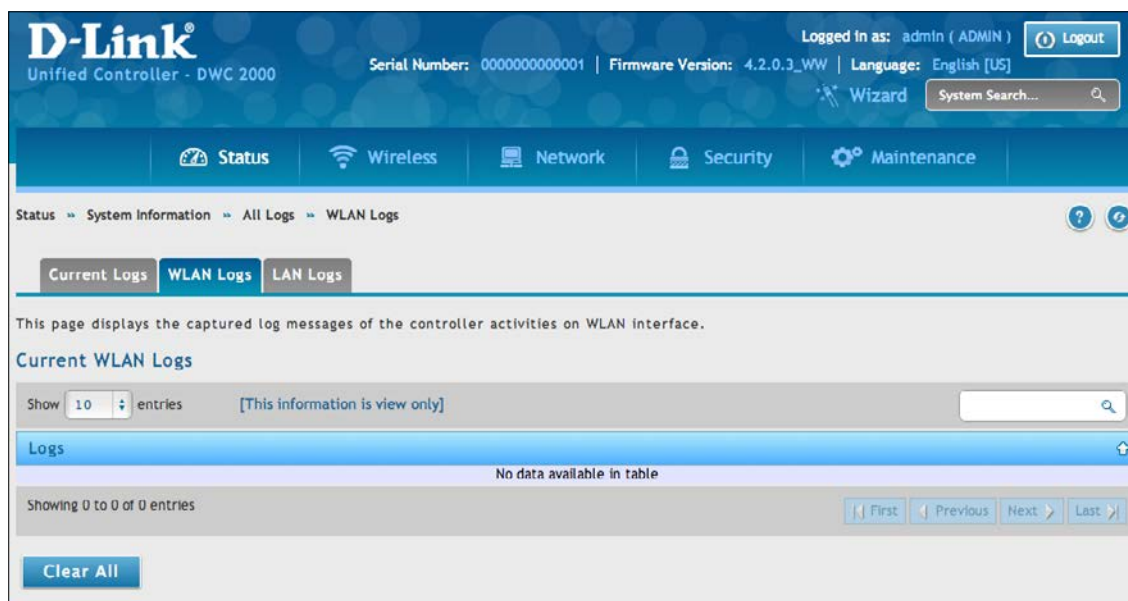 D-Link
Unified Controller - DWC 2000
Logged in as: admin ( ADMIN )
Logout
Serial Number: 0000000000001 | Firmware Version: 4.2.0.3_WW | Language: English [US]
Wizard
System Search...
Status
Wireless
Network
Security
Maintenance
Status » System Information » All Logs » WLAN Logs
?
Current Logs
WLAN Logs
LAN Logs
This page displays the captured log messages of the controller activities on WLAN interface.
Current WLAN Logs
Show 10 entries
[This information is view only]
Logs
No data available in table
Showing 0 to 0 of 0 entries
First
Previous
Next
Last
Clear All